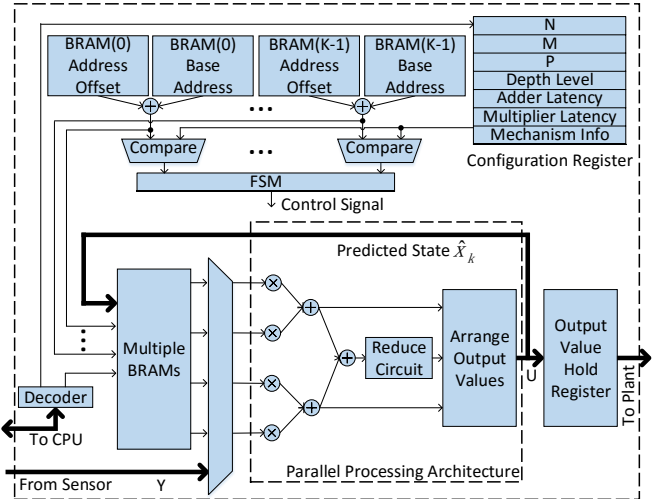 BRAM(0) Address Offset
BRAM(0) Base Address
BRAM(K-1) Address Offset
BRAM(K-1) Base Address
N
M
P
Depth Level
Adder Latency
Multiplier Latency
Mechanism Info
Configuration Register
+
...
+
Compare
...
Compare
FSM
Control Signal
Predicted State X̂k
Multiple BRAMs
×
×
×
×
+
+
+
Reduce Circuit
Arrange Output Values
U
Output Value Hold Register
To Plant
Decoder
To CPU
From Sensor
Y
Parallel Processing Architecture